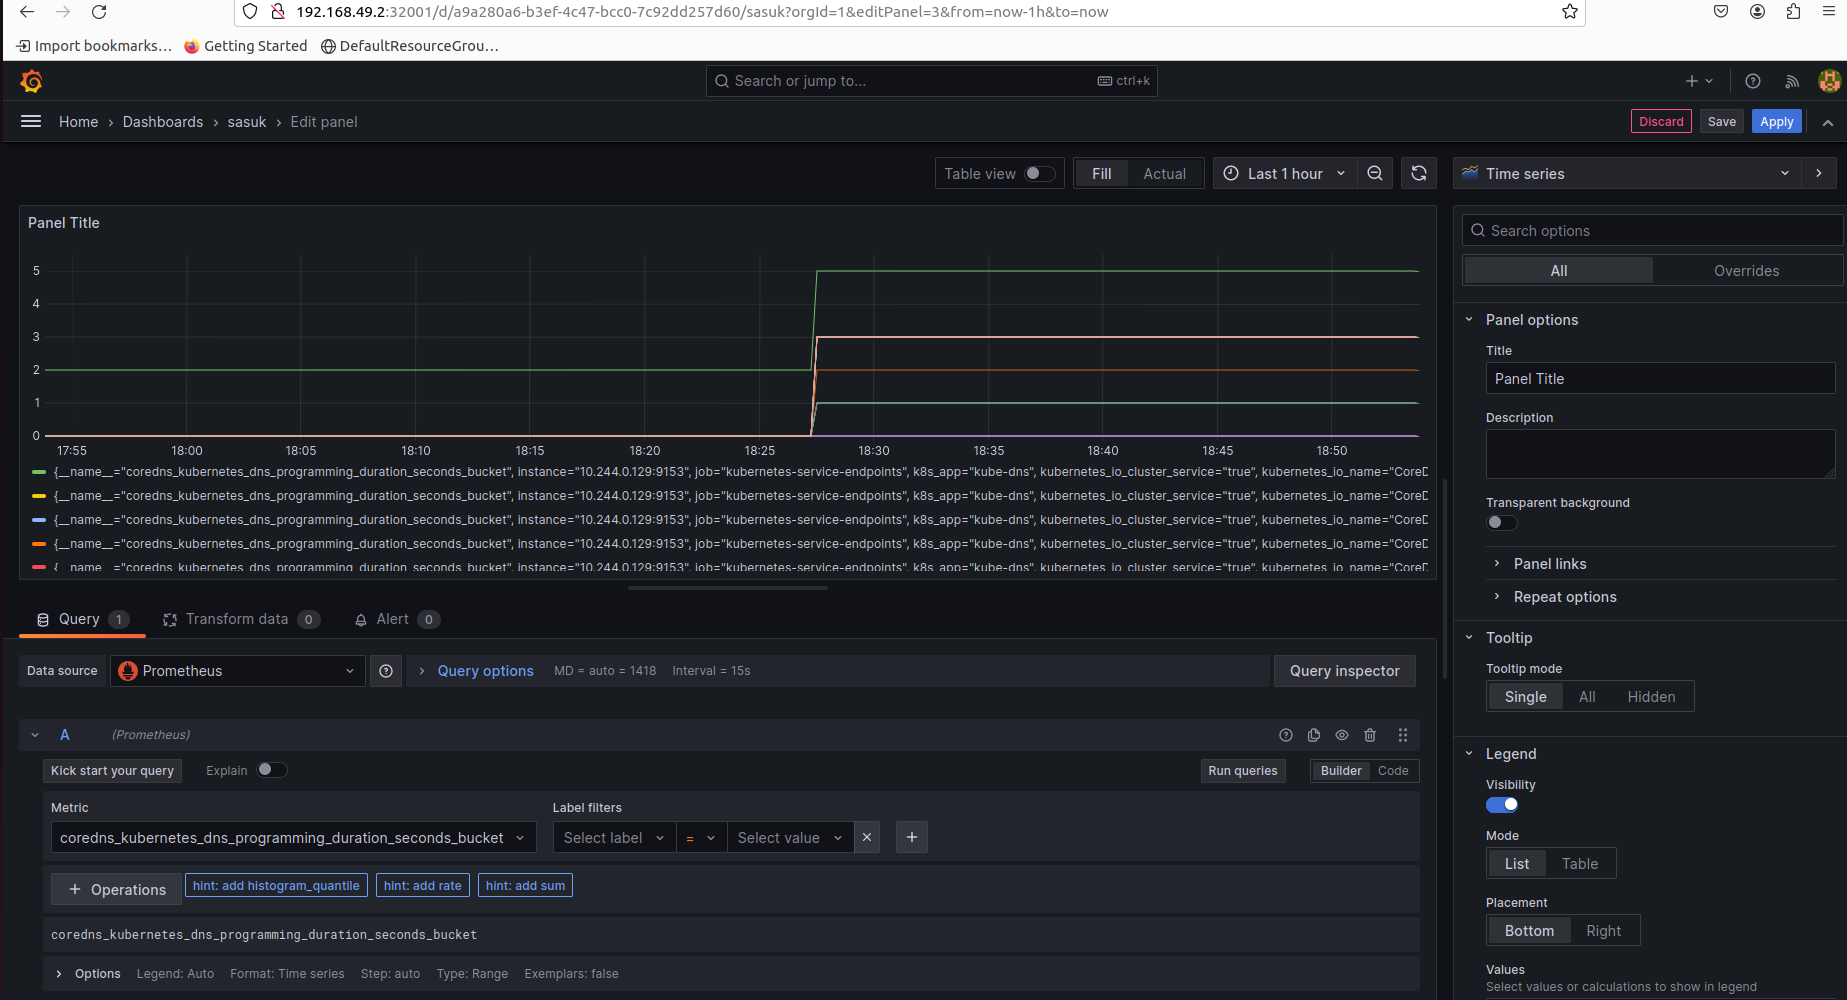 192.168.49.2:32001/d/a9a280a6-b3ef-4c47-bcc0-7c92dd257d60/sasuk?orgId=1&editPanel=3&from=now-1h&to=now
Import bookmarks… Getting Started DefaultResourceGrou…
Search or jump to... ctrl+k
Home › Dashboards › sasuk › Edit panel Discard Save Apply
Table view Fill Actual Last 1 hour Time series
Panel Title
Search options
All Overrides
5
4
3
2
1
0
17:55 18:00 18:05 18:10 18:15 18:20 18:25 18:30 18:35 18:40 18:45 18:50
{__name__="coredns_kubernetes_dns_programming_duration_seconds_bucket", instance="10.244.0.129:9153", job="kubernetes-service-endpoints", k8s_app="kube-dns", kubernetes_io_cluster_service="true", kubernetes_io_name="CoreD
{__name__="coredns_kubernetes_dns_programming_duration_seconds_bucket", instance="10.244.0.129:9153", job="kubernetes-service-endpoints", k8s_app="kube-dns", kubernetes_io_cluster_service="true", kubernetes_io_name="CoreD
{__name__="coredns_kubernetes_dns_programming_duration_seconds_bucket", instance="10.244.0.129:9153", job="kubernetes-service-endpoints", k8s_app="kube-dns", kubernetes_io_cluster_service="true", kubernetes_io_name="CoreD
{__name__="coredns_kubernetes_dns_programming_duration_seconds_bucket", instance="10.244.0.129:9153", job="kubernetes-service-endpoints", k8s_app="kube-dns", kubernetes_io_cluster_service="true", kubernetes_io_name="CoreD
{__name__="coredns_kubernetes_dns_programming_duration_seconds_bucket", instance="10.244.0.129:9153", job="kubernetes-service-endpoints", k8s_app="kube-dns", kubernetes_io_cluster_service="true", kubernetes_io_name="CoreD
Query 1 Transform data 0 Alert 0
Data source Prometheus Query options MD = auto = 1418 Interval = 15s Query inspector
A (Prometheus)
Kick start your query Explain Run queries Builder Code
Metric Label filters
coredns_kubernetes_dns_programming_duration_seconds_bucket Select label = Select value × +
+ Operations hint: add histogram_quantile hint: add rate hint: add sum
coredns_kubernetes_dns_programming_duration_seconds_bucket
Options Legend: Auto Format: Time series Step: auto Type: Range Exemplars: false
Panel options
Title
Panel Title
Description
Transparent background
Panel links
Repeat options
Tooltip
Tooltip mode
Single All Hidden
Legend
Visibility
Mode
List Table
Placement
Bottom Right
Values
Select values or calculations to show in legend